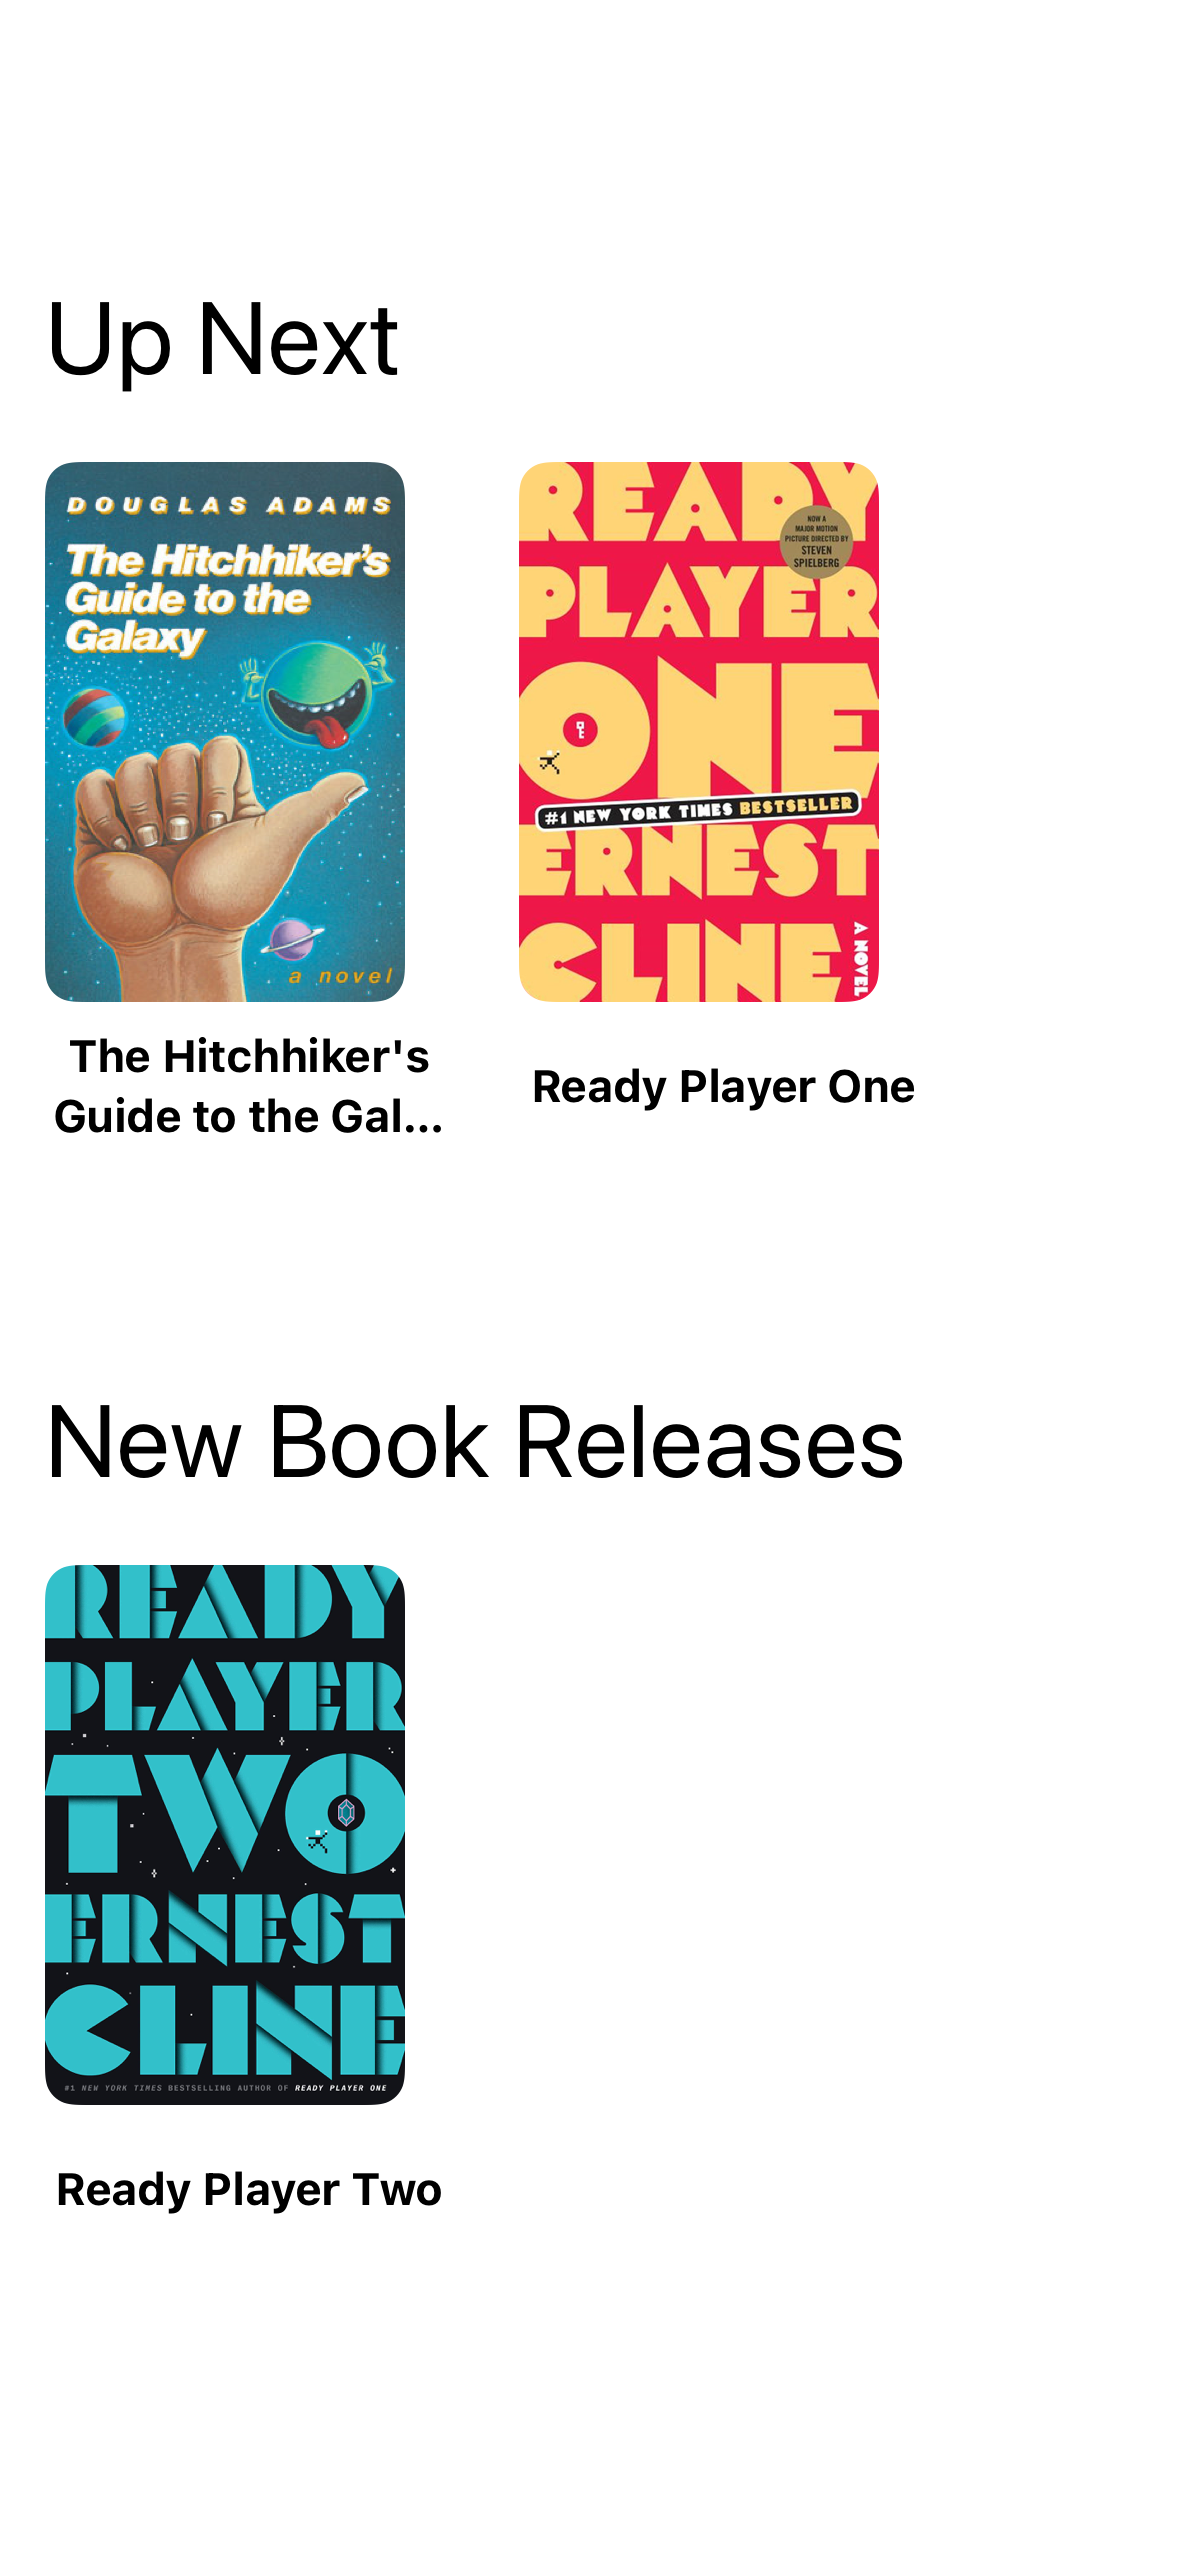 Up Next
DOUGLAS ADAMS
The Hitchhiker's
Guide to the
Galaxy
a novel
The Hitchhiker's
Guide to the Gal...
READY
NOW A
MAJOR MOTION
PICTURE DIRECTED BY
STEVEN
SPIELBERG
PLAYER
ONE
#1 NEW YORK TIMES BESTSELLER
ERNEST
CLINE
A NOVEL
Ready Player One
New Book Releases
READY
PLAYER
TWO
ERNEST
CLINE
#1 NEW YORK TIMES BESTSELLING AUTHOR OF READY PLAYER ONE
Ready Player Two